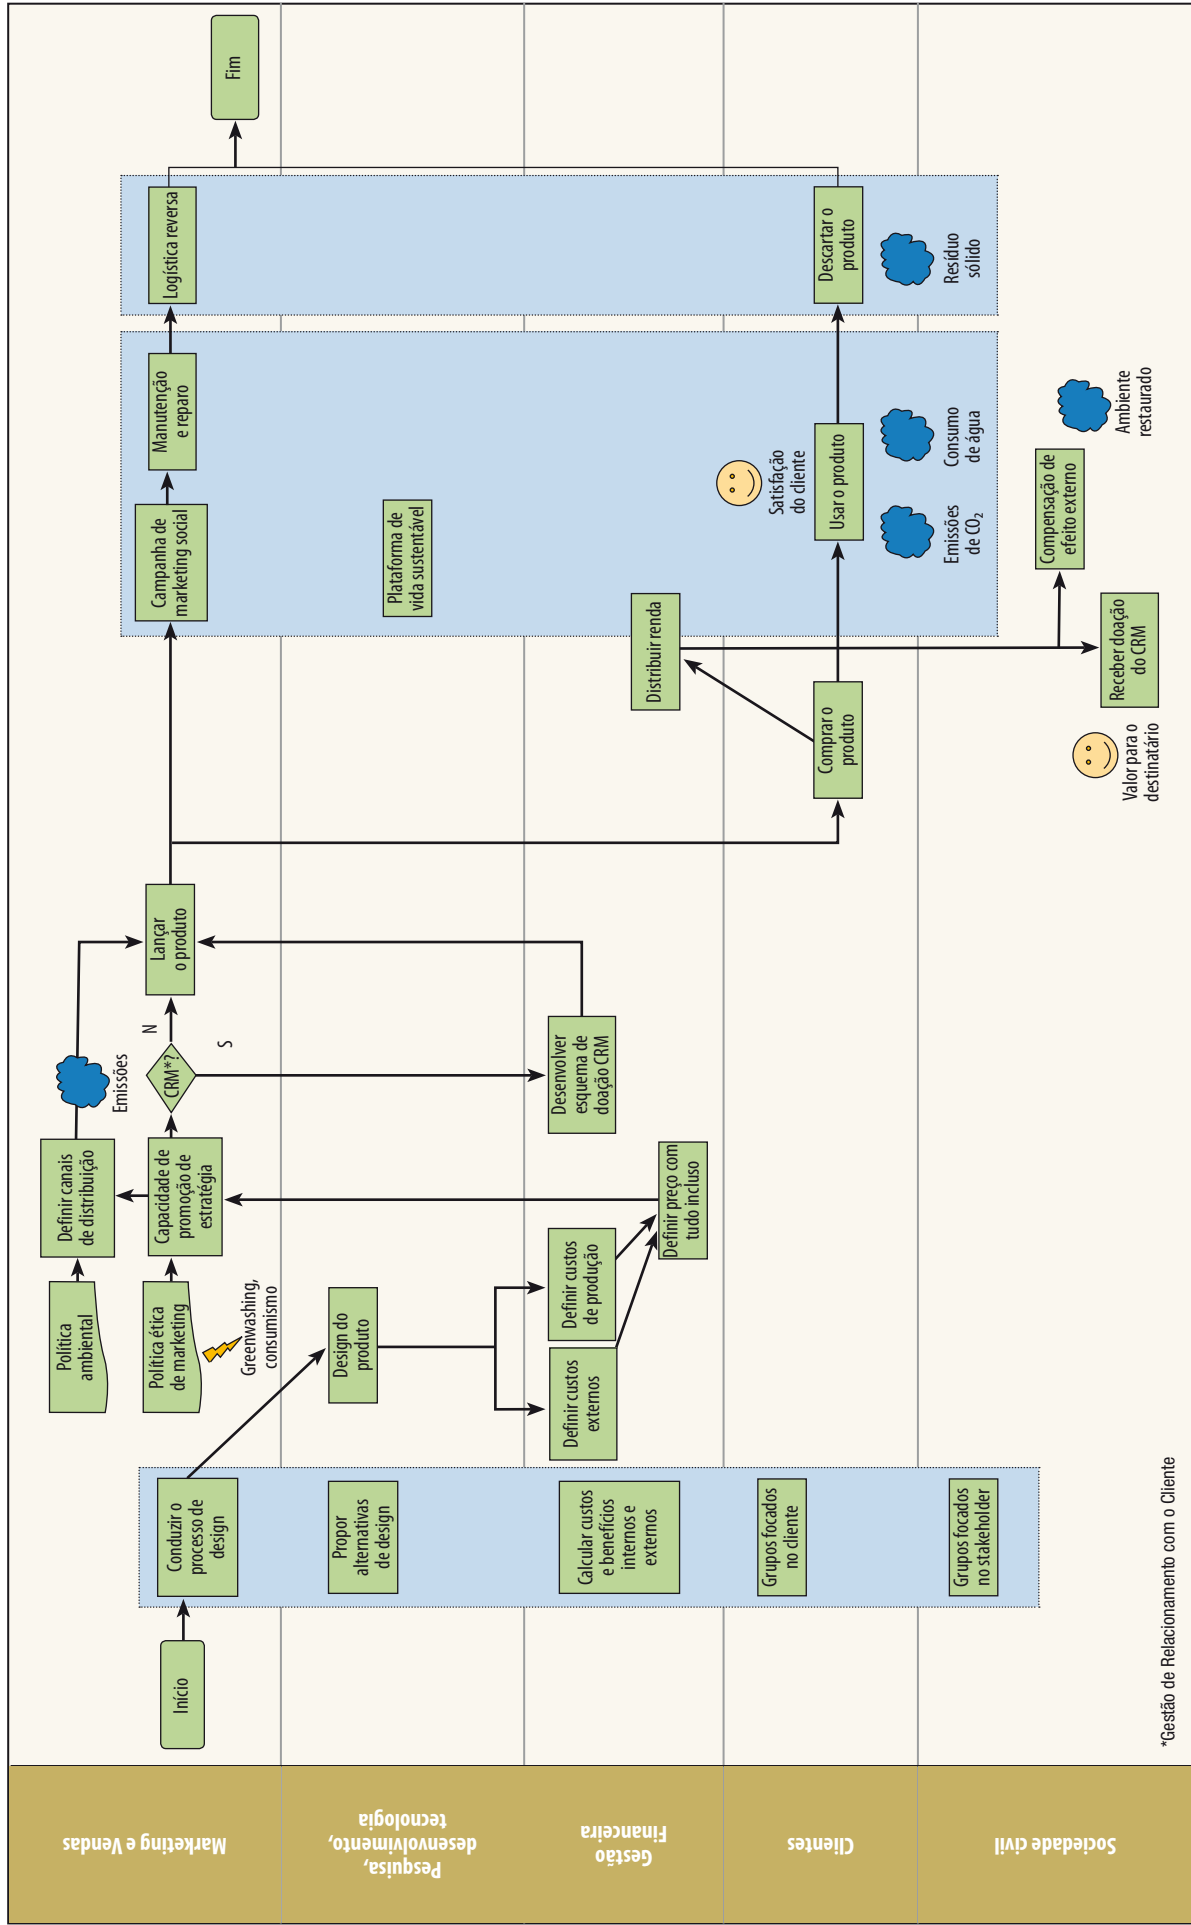 Marketing e Vendas
Início
Conduzir o
processo de
design
Política
ambiental
Política ética
de marketing
Greenwashing,
consumismo
Definir canais
de distribuição
Capacidade de
promoção de
estratégia
Emissões
CRM*?
N
S
Lançar
o produto
Campanha de
marketing social
Manutenção
e reparo
Logística reversa
Fim
Pesquisa,
desenvolvimento,
tecnologia
Propor
alternativas
de design
Design do
produto
Plataforma de
vida sustentável
Gestão
Financeira
Calcular custos
e benefícios
internos e
externos
Definir custos
externos
Definir custos
de produção
Definir preço com
tudo incluso
Desenvolver
esquema de
doação CRM
Distribuir renda
Clientes
Grupos focados
no cliente
Comprar o
produto
Satisfação
do cliente
Usar o produto
Emissões
de CO₂
Consumo
de água
Descartar o
produto
Resíduo
sólido
Sociedade civil
Grupos focados
no stakeholder
Valor para o
destinatário
Receber doação
do CRM
Compensação de
efeito externo
Ambiente
restaurado
*Gestão de Relacionamento com o Cliente